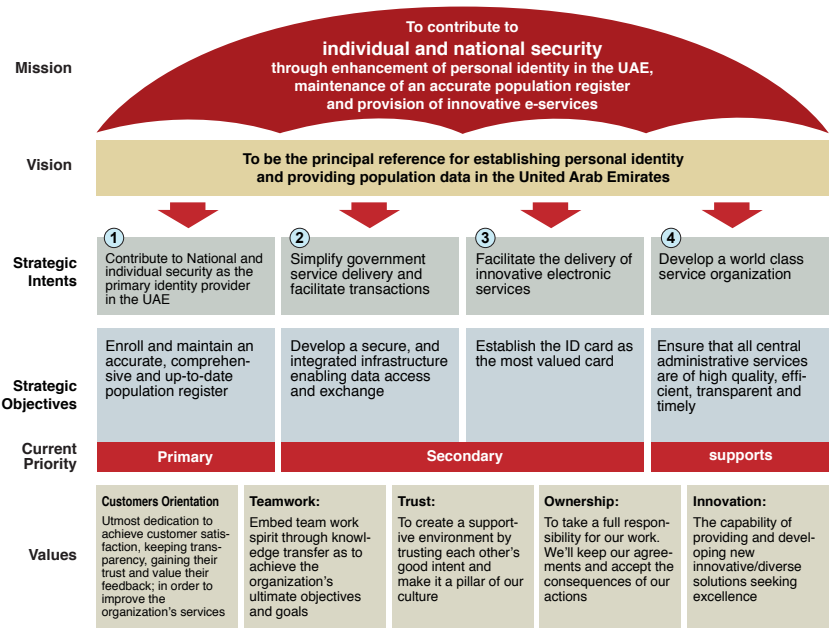 Mission
To contribute to
individual and national security
through enhancement of personal identity in the UAE,
maintenance of an accurate population register
and provision of innovative e-services
Vision
To be the principal reference for establishing personal identity
and providing population data in the United Arab Emirates
Strategic
Intents
1
Contribute to National and
individual security as the
primary identity provider
in the UAE
2
Simplify government
service delivery and
facilitate transactions
3
Facilitate the delivery of
innovative electronic
services
4
Develop a world class
service organization
Strategic
Objectives
Enroll and maintain an
accurate, comprehen-
sive and up-to-date
population register
Develop a secure, and
integrated infrastructure
enabling data access
and exchange
Establish the ID card as
the most valued card
Ensure that all central
administrative services
are of high quality, effi-
cient, transparent and
timely
Current
Priority
Primary
Secondary
supports
Values
Customers Orientation
Utmost dedication to
achieve customer satis-
faction, keeping trans-
parency, gaining their
trust and value their
feedback; in order to
improve the
organization's services
Teamwork:
Embed team work
spirit through knowl-
edge transfer as to
achieve the
organization's
ultimate objectives
and goals
Trust:
To create a support-
ive environment by
trusting each other's
good intent and
make it a pillar of our
culture
Ownership:
To take a full respon-
sibility for our work.
We'll keep our agree-
ments and accept the
consequences of our
actions
Innovation:
The capability of
providing and devel-
oping new
innovative/diverse
solutions seeking
excellence